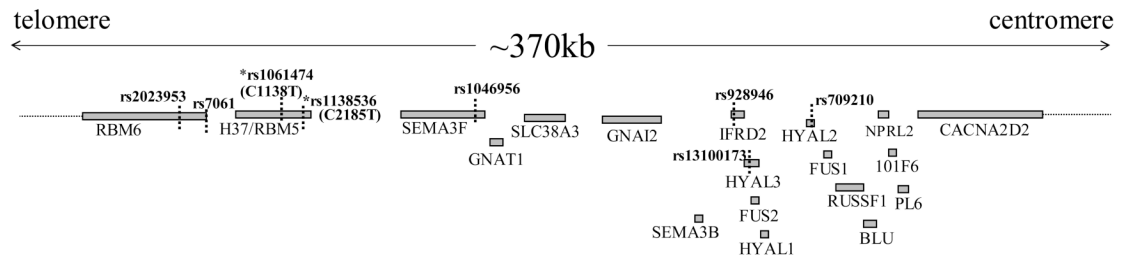 telomere
centromere
~370kb
*rs1061474
(C1138T)
rs2023953
rs7061
*rs1138536
(C2185T)
rs1046956
rs928946
rs709210
RBM6
H37/RBM5
SEMA3F
SLC38A3
GNAI2
IFRD2
HYAL2
NPRL2
CACNA2D2
GNAT1
rs13100173
FUS1
101F6
HYAL3
RUSSF1
PL6
FUS2
SEMA3B
HYAL1
BLU